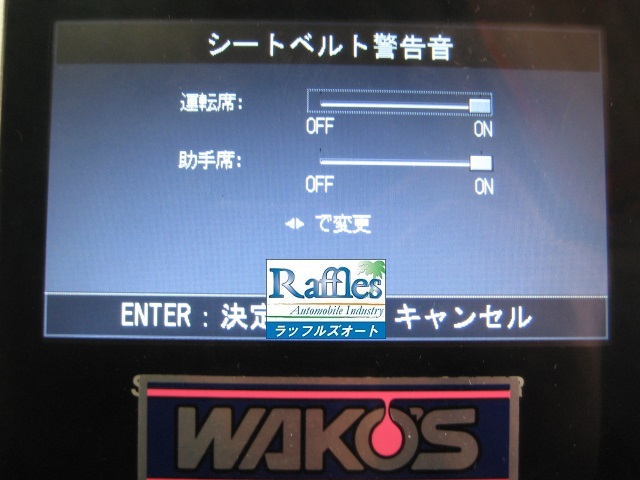 シートベルト警告音
運転席:
OFF ON
助手席:
OFF ON
◀▶ で変更
Raffles
Automobile Industry
ラッフルズオート
ENTER : 決定 キャンセル
WAKO'S